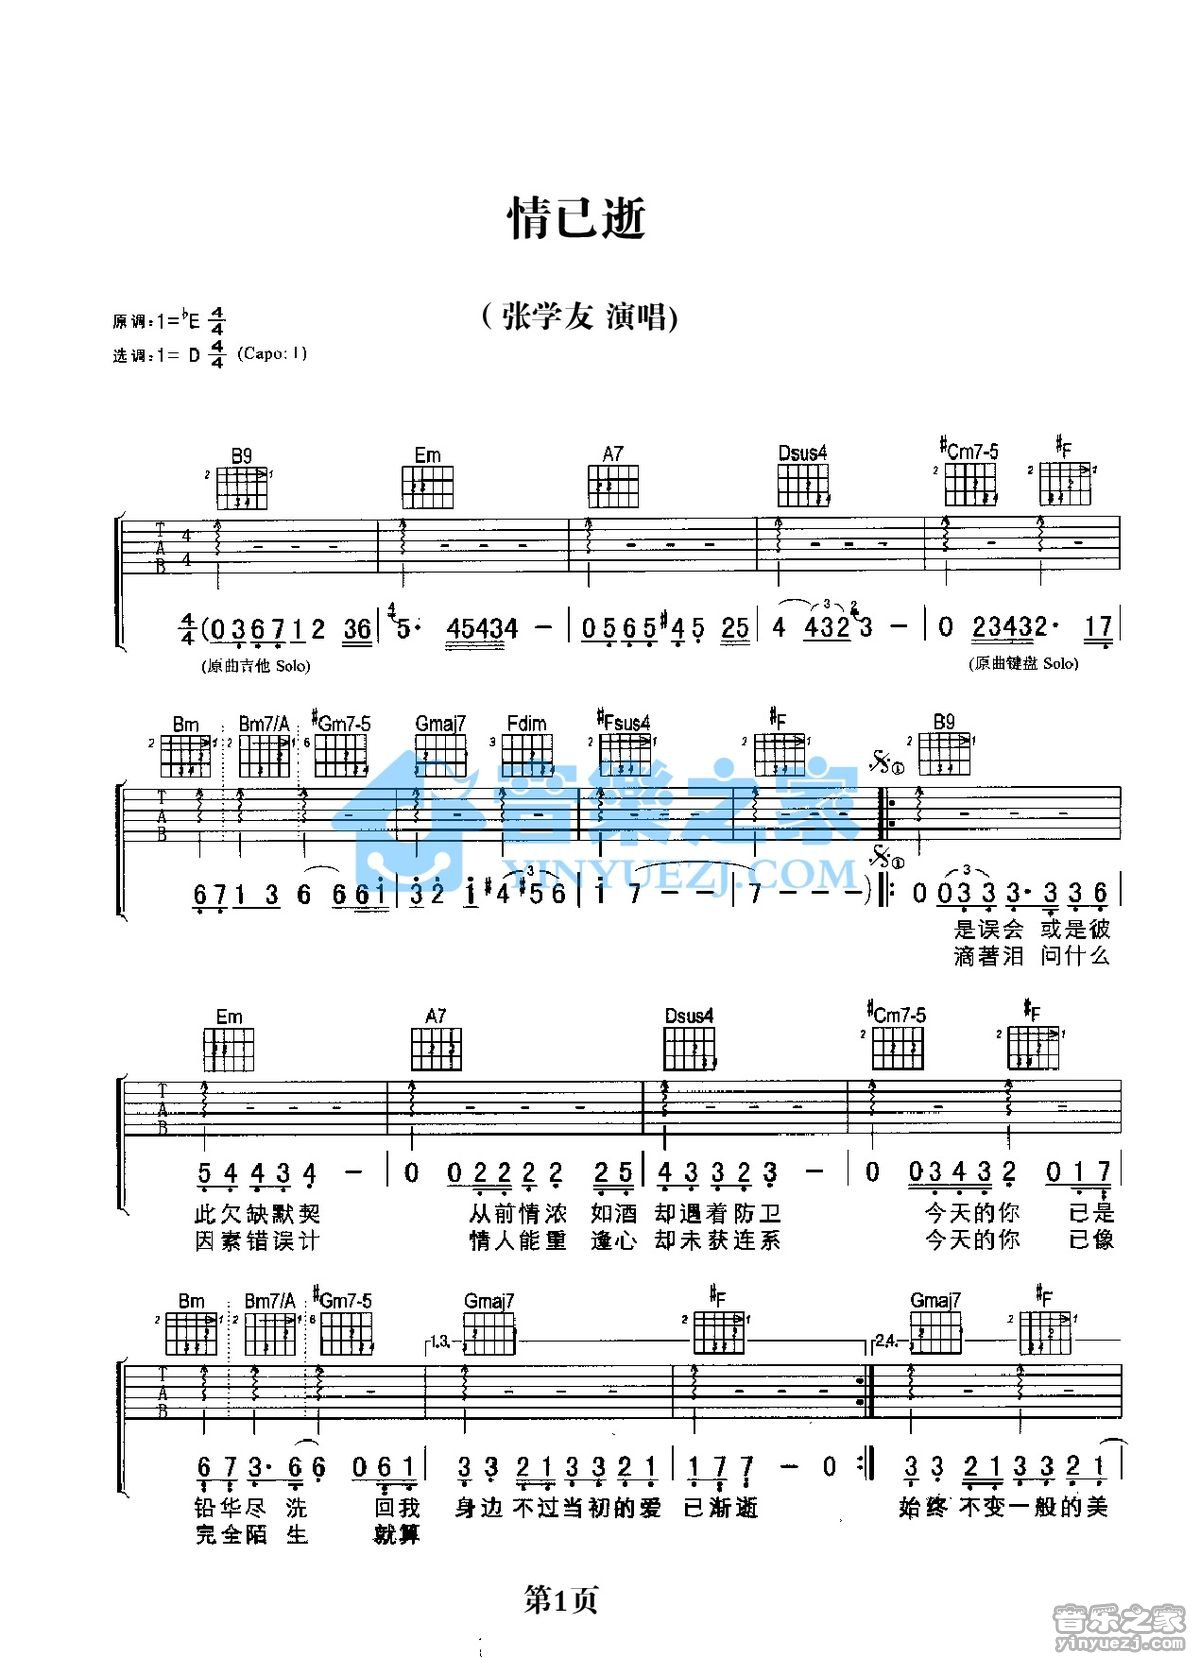 情已逝
(张学友 演唱)
原调:1=♭E 4/4
选调:1= D 4/4 (Capo: 1)
B9 Em A7 Dsus4 #Cm7-5 #F
T A B 4/4
4/4 (0 3 6 7 1 2 3 6 | 5· 4 5 4 3 4 – | 0 5 6 5 #4 5 2 5 | 4 4 3 2 3 – | 0 2 3 4 3 2· 1 7 |
(原曲吉他 Solo) (原曲键盘 Solo)
Bm Bm7/A #Gm7-5 Gmaj7 Fdim #Fsus4 #F B9
T A B
音樂之家
YINYUEZJ.COM
6 7 1 3 6 6 6 1 | 3 2 1 #4 #5 6 | 1 7 – – | 7 – – – ) ‖: 0 0 3 3 3· 3 3 6 |
是误会 或是彼
滴著泪 问什么
Em A7 Dsus4 #Cm7-5 #F
T A B
5 4 4 3 4 – | 0 0 2 2 2 2 2 5 | 4 3 3 2 3 – | 0 0 3 4 3 2 0 1 7 |
此欠缺默契 从前情浓 如酒 却遇着防卫 今天的你 已是
因素错误计 情人能重 逢心 却未获连系 今天的你 已像
Bm Bm7/A #Gm7-5 1,3. Gmaj7 #F 2,4. Gmaj7 #F
T A B
6 7 3· 6 6 0 6 1 | 3 3 2 1 3 3 2 1 | 1 7 7 – 0 :‖ 3 3 2 1 3 3 2 1 |
铅华尽 洗 回我 身边 不过当初的爱 已渐逝 始终 不变一般的美
完全陌 生 就算
第1页
音乐之家
yinyuezj.com